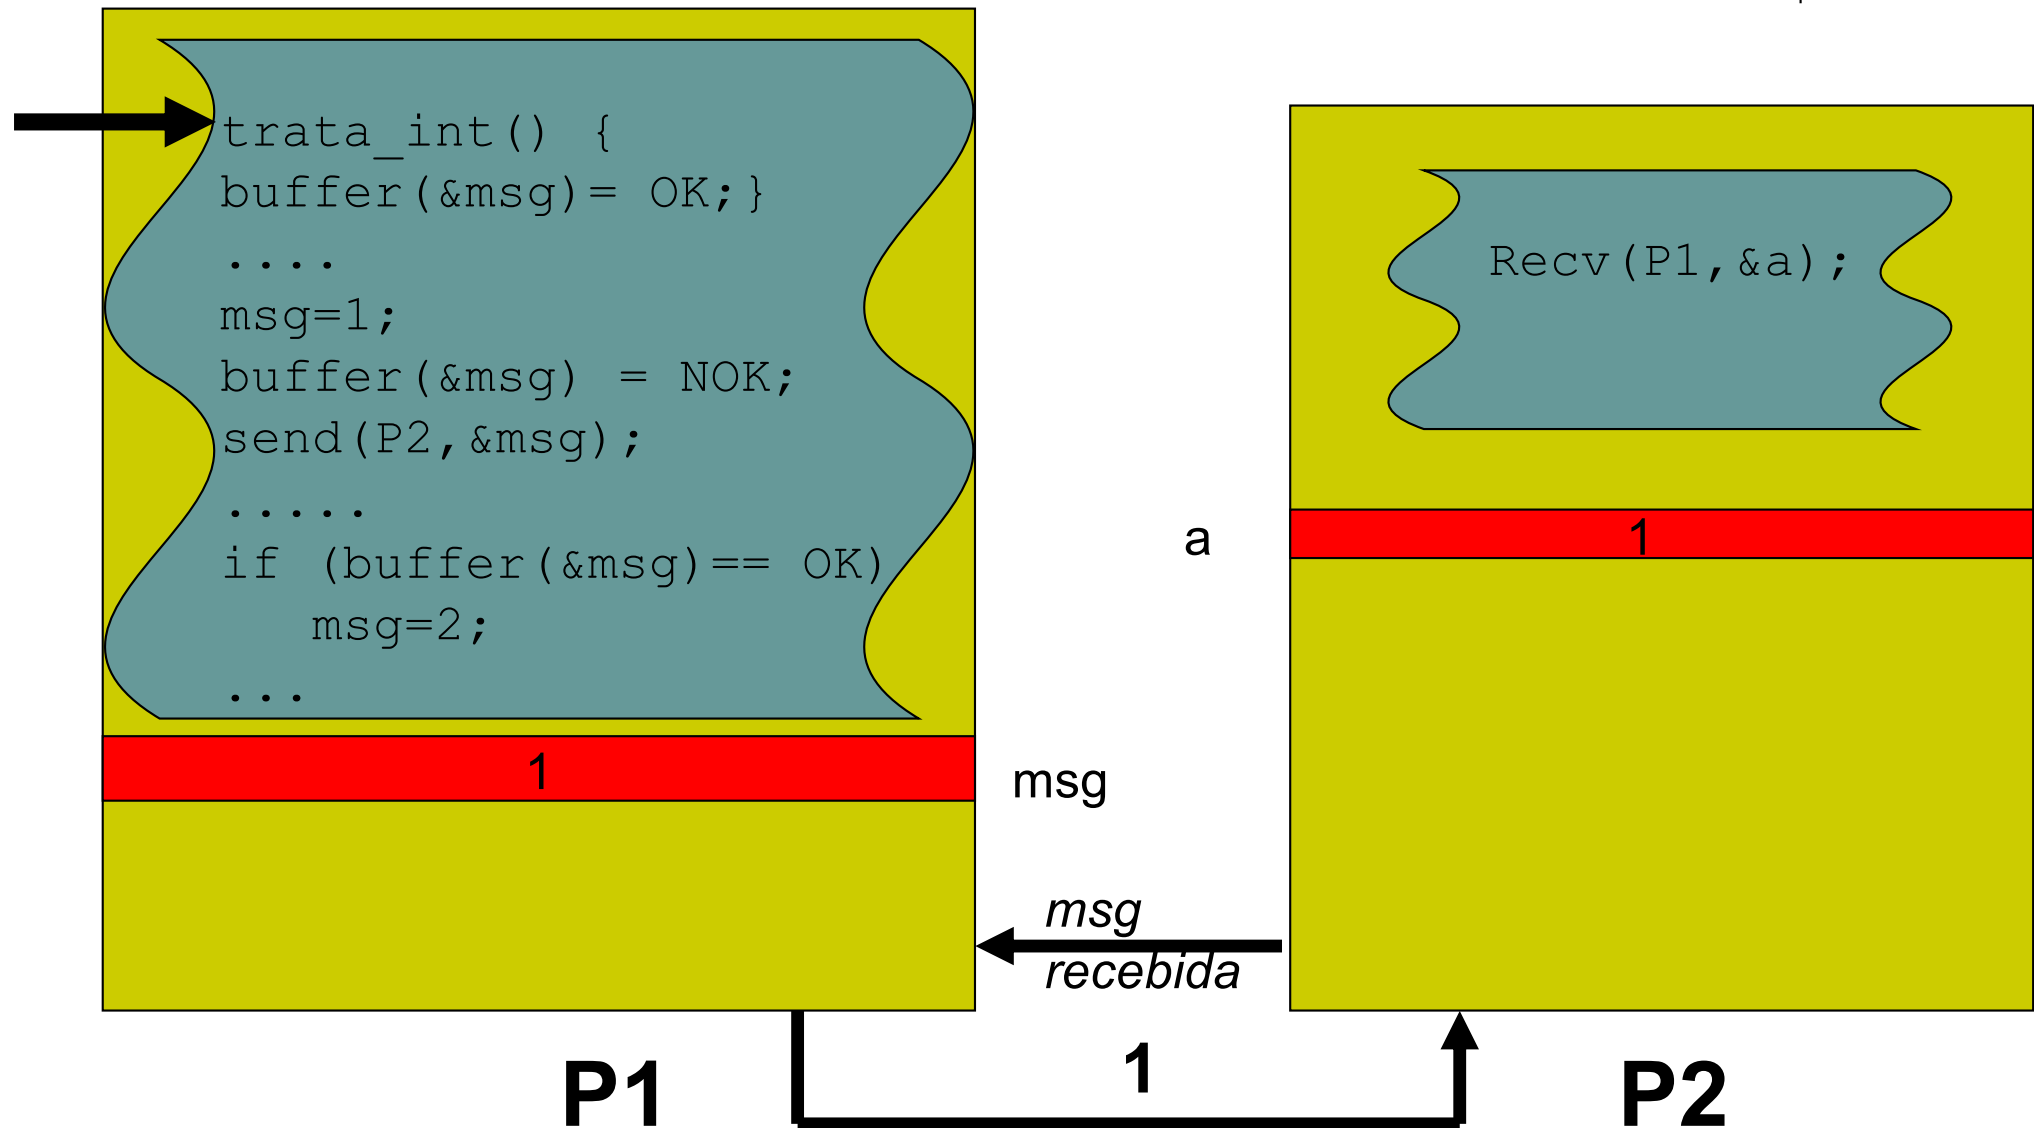 trata_int() {
buffer(&msg)= OK;}
....
msg=1;
buffer(&msg) = NOK;
send(P2,&msg);
.....
if (buffer(&msg)== OK)
msg=2;
...
1
msg
Recv(P1,&a);
a
1
msg
recebida
1
P1
P2